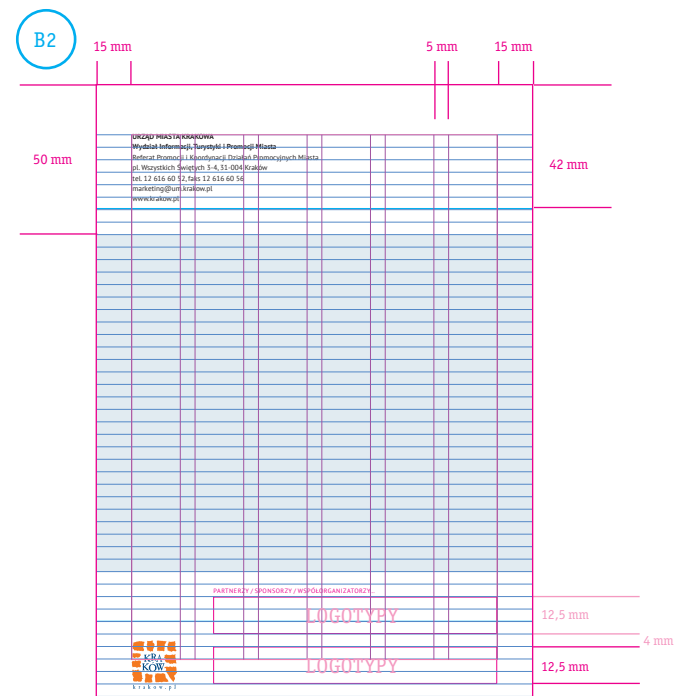 B2
15 mm
5 mm
15 mm
50 mm
42 mm
URZĄD MIASTA KRAKOWA
Wydział Informacji, Turystyki i Promocji Miasta
Referat Promocji i Koordynacji Działań Promocyjnych Miasta
pl. Wszystkich Świętych 3-4, 31-004 Kraków
tel. 12 616 60 52, faks 12 616 60 56
marketing@um.krakow.pl
www.krakow.pl
PARTNERZY / SPONSORZY / WSPÓŁORGANIZATORZY...
LOGOTYPY
12,5 mm
4 mm
KRA
KOW
krakow.pl
LOGOTYPY
12,5 mm